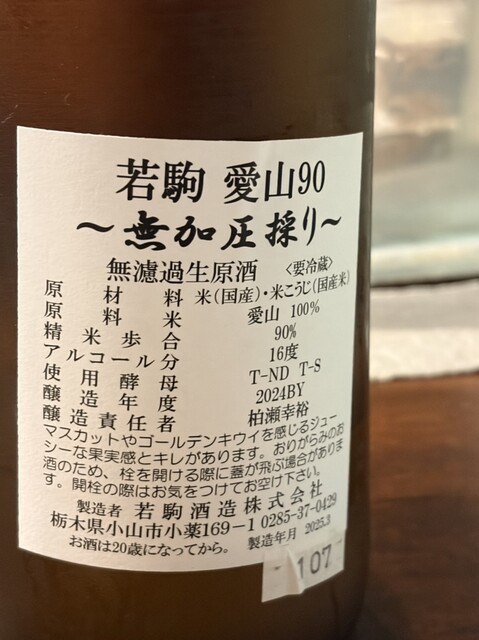 若駒 愛山90
～無加圧採り～
無濾過生原酒 〈要冷蔵〉
原材料 米(国産)・米こうじ(国産米)
原料米 愛山 100%
精米歩合 90%
アルコール分 16度
使用酵母 T-ND T-S
醸造年度 2024BY
醸造責任者 柏瀬幸裕
マスカットやゴールデンキウイを感じるジュー
シーな果実感とキレがあります。おりがらみのお
酒のため、栓を開ける際に蓋が飛ぶ場合がありま
す。開栓の際はお気をつけてお空け下さい。
製造者 若駒酒造株式会社
栃木県小山市小薬169-1 0285-37-0429
お酒は20歳になってから。 製造年月 2025.3
107